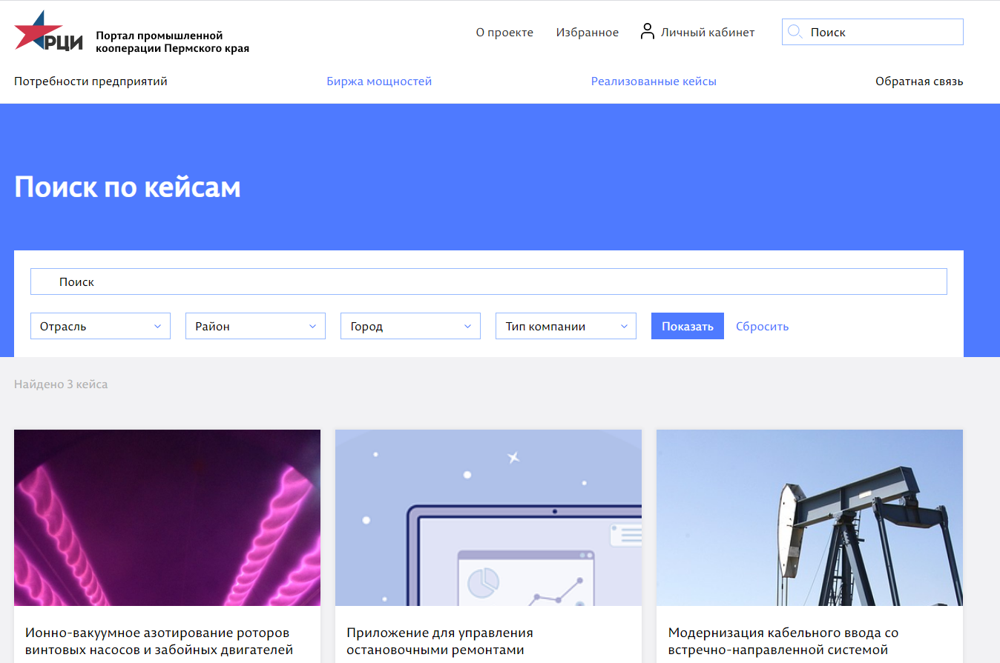 РЦИ
Портал промышленной
кооперации Пермского края
О проекте
Избранное
Личный кабинет
Поиск
Потребности предприятий
Биржа мощностей
Реализованные кейсы
Обратная связь
Поиск по кейсам
Поиск
Отрасль
Район
Город
Тип компании
Показать
Сбросить
Найдено 3 кейса
Ионно-вакуумное азотирование роторов
винтовых насосов и забойных двигателей
Приложение для управления
остановочными ремонтами
Модернизация кабельного ввода со
встречно-направленной системой